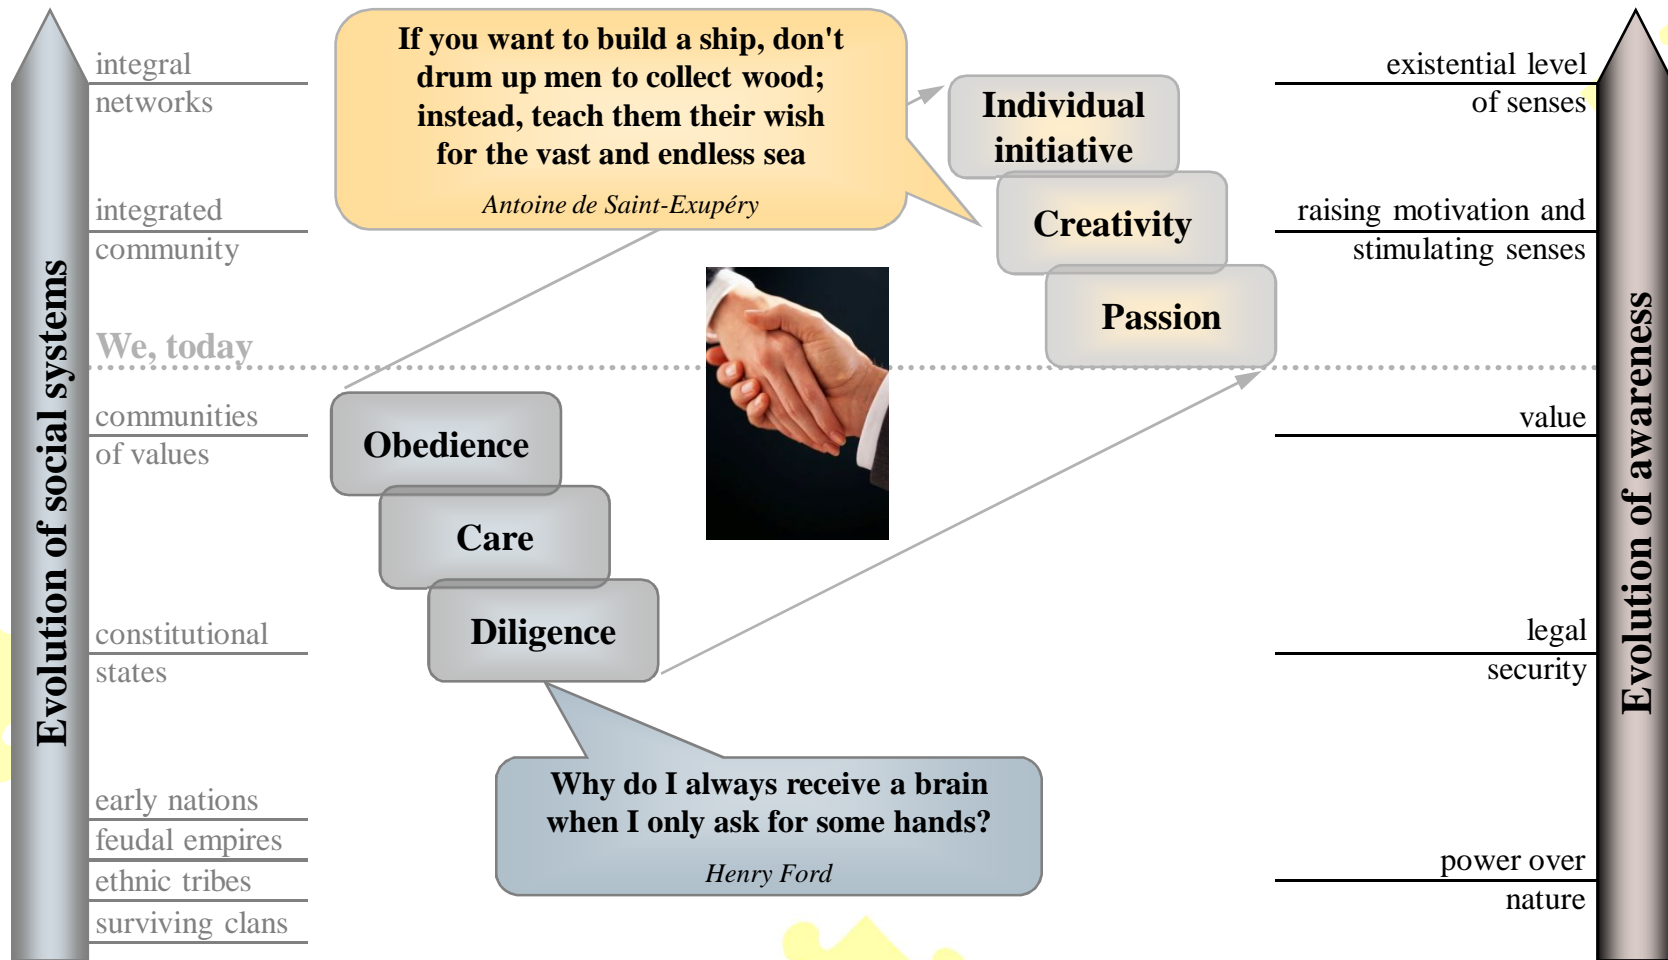 Evolution of social systems
integral
networks
integrated
community
We, today
communities
of values
constitutional
states
early nations
feudal empires
ethnic tribes
surviving clans
If you want to build a ship, don't
drum up men to collect wood;
instead, teach them their wish
for the vast and endless sea
Antoine de Saint-Exupéry
Individual
initiative
Creativity
Passion
Obedience
Care
Diligence
Why do I always receive a brain
when I only ask for some hands?
Henry Ford
existential level
of senses
raising motivation and
stimulating senses
value
legal
security
power over
nature
Evolution of awareness